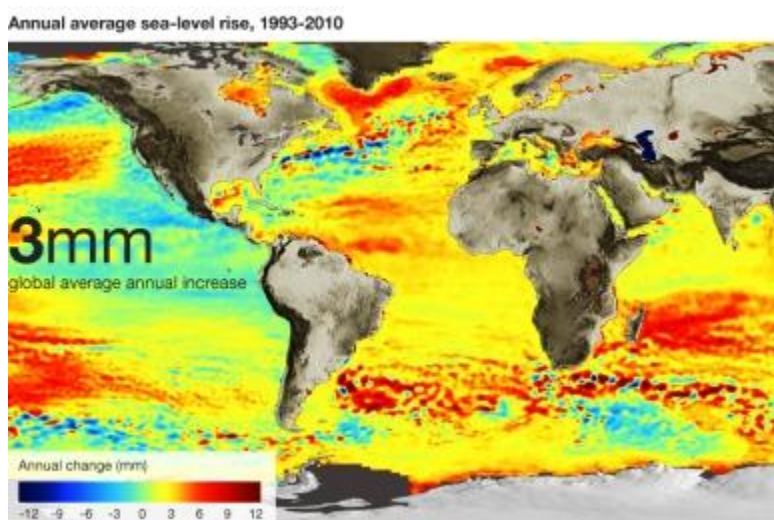 Annual average sea-level rise, 1993-2010
3mm
global average annual increase
Annual change (mm)
-12 -9 -6 -3 0 3 6 9 12